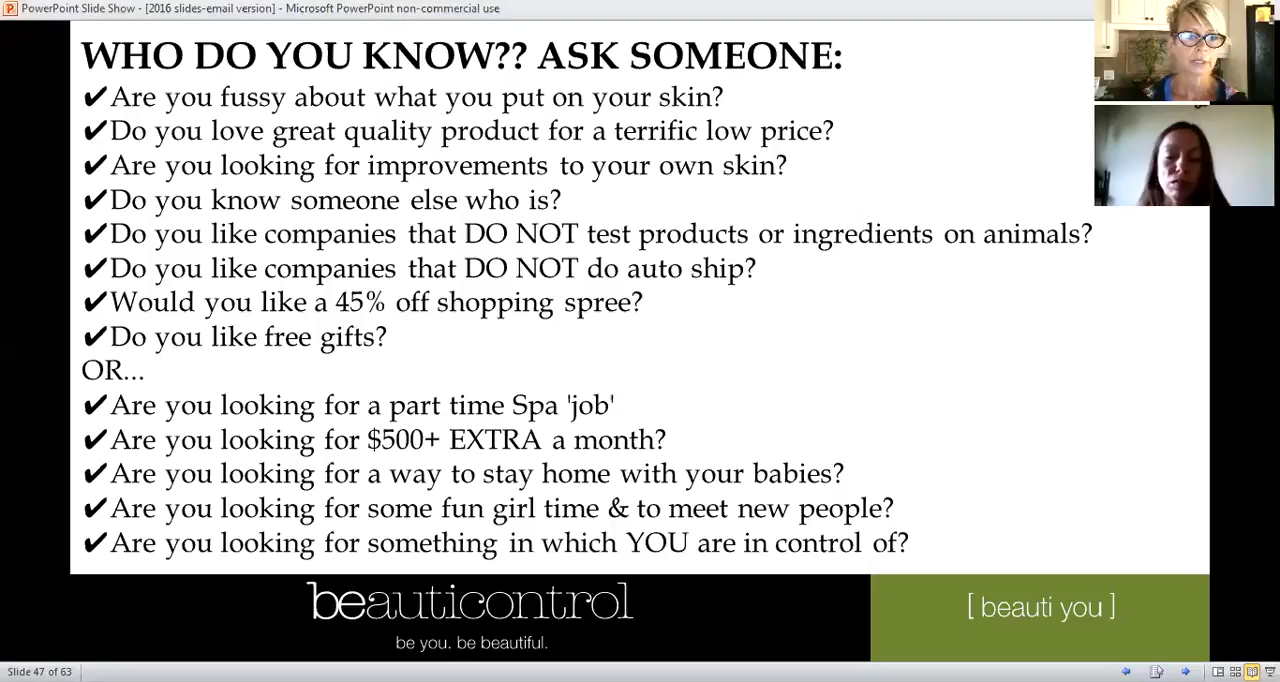 PowerPoint Slide Show - [2016 slides-email version] - Microsoft PowerPoint non-commercial use
WHO DO YOU KNOW?? ASK SOMEONE:
✔Are you fussy about what you put on your skin?
✔Do you love great quality product for a terrific low price?
✔Are you looking for improvements to your own skin?
✔Do you know someone else who is?
✔Do you like companies that DO NOT test products or ingredients on animals?
✔Do you like companies that DO NOT do auto ship?
✔Would you like a 45% off shopping spree?
✔Do you like free gifts?
OR...
✔Are you looking for a part time Spa 'job'
✔Are you looking for $500+ EXTRA a month?
✔Are you looking for a way to stay home with your babies?
✔Are you looking for some fun girl time & to meet new people?
✔Are you looking for something in which YOU are in control of?
beauticontrol
be you. be beautiful.
[ beauti you ]
Slide 47 of 63